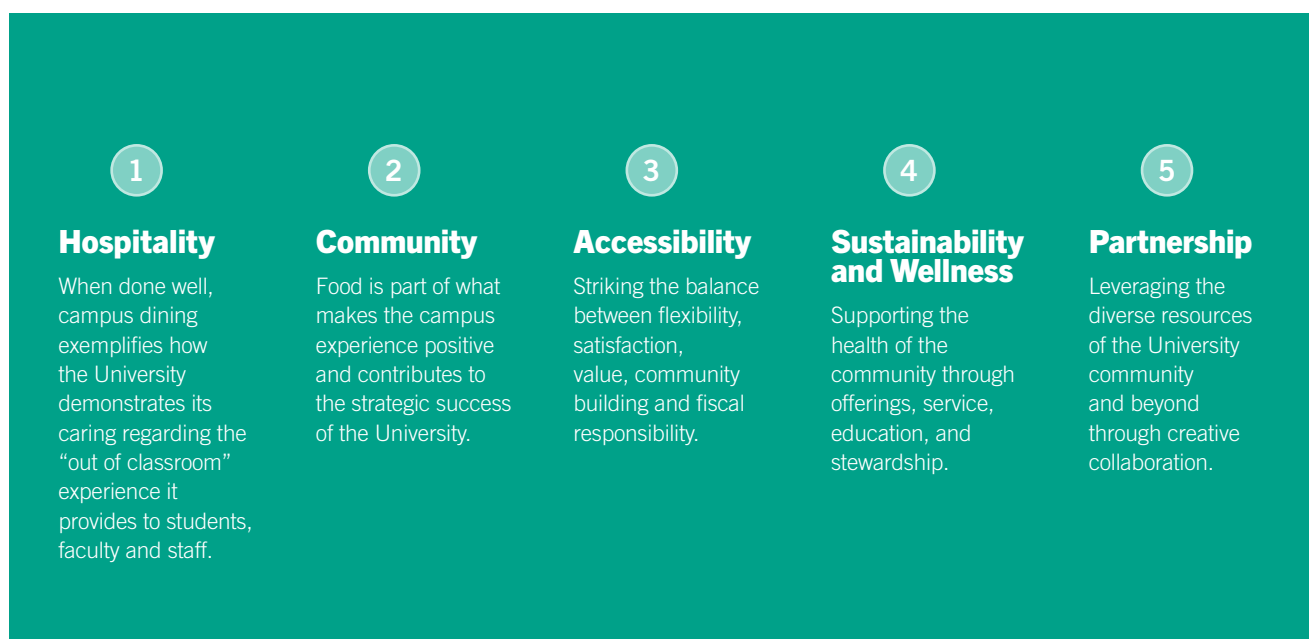 1
Hospitality
When done well,
campus dining
exemplifies how
the University
demonstrates its
caring regarding the
“out of classroom”
experience it
provides to students,
faculty and staff.
2
Community
Food is part of what
makes the campus
experience positive
and contributes to
the strategic success
of the University.
3
Accessibility
Striking the balance
between flexibility,
satisfaction,
value, community
building and fiscal
responsibility.
4
Sustainability
and Wellness
Supporting the
health of the
community through
offerings, service,
education, and
stewardship.
5
Partnership
Leveraging the
diverse resources
of the University
community
and beyond
through creative
collaboration.